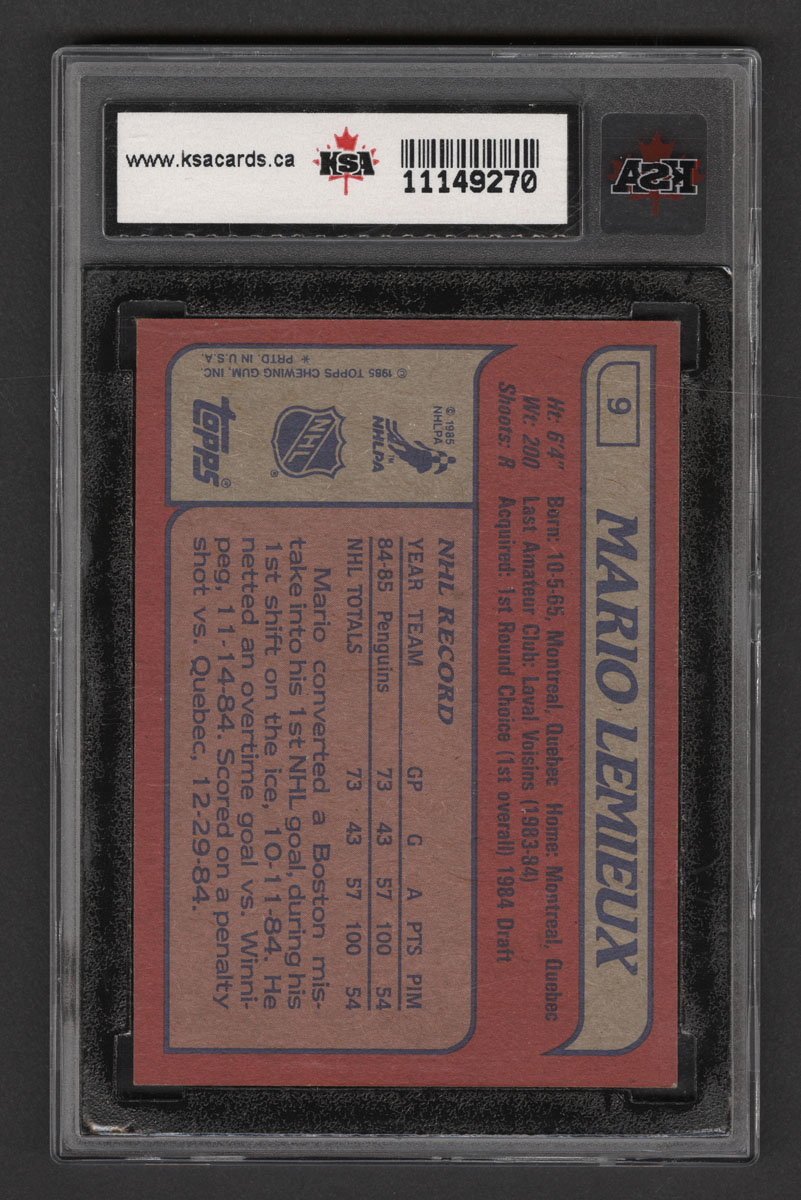 www.ksacards.ca
KSA
11149270
KSA
9
MARIO LEMIEUX
Ht: 6'4" Born: 10-5-65, Montreal, Quebec Home: Montreal, Quebec
Wt: 200 Last Amateur Club: Laval Voisins (1983-84)
Shoots: R Acquired: 1st Round Choice (1st overall) 1984 Draft
© 1985
NHLPA
NHLPA™
NHL®
TOPPS®
© 1985 TOPPS CHEWING GUM, INC
* PRTD. IN U.S.A
NHL RECORD
YEAR TEAM GP G A PTS PIM
84-85 Penguins 73 43 57 100 54
NHL TOTALS 73 43 57 100 54
Mario converted a Boston mis-
take into his 1st NHL goal, during his
1st shift on the ice, 10-11-84. He
netted an overtime goal vs. Winni-
peg, 11-14-84. Scored on a penalty
shot vs. Quebec, 12-29-84.